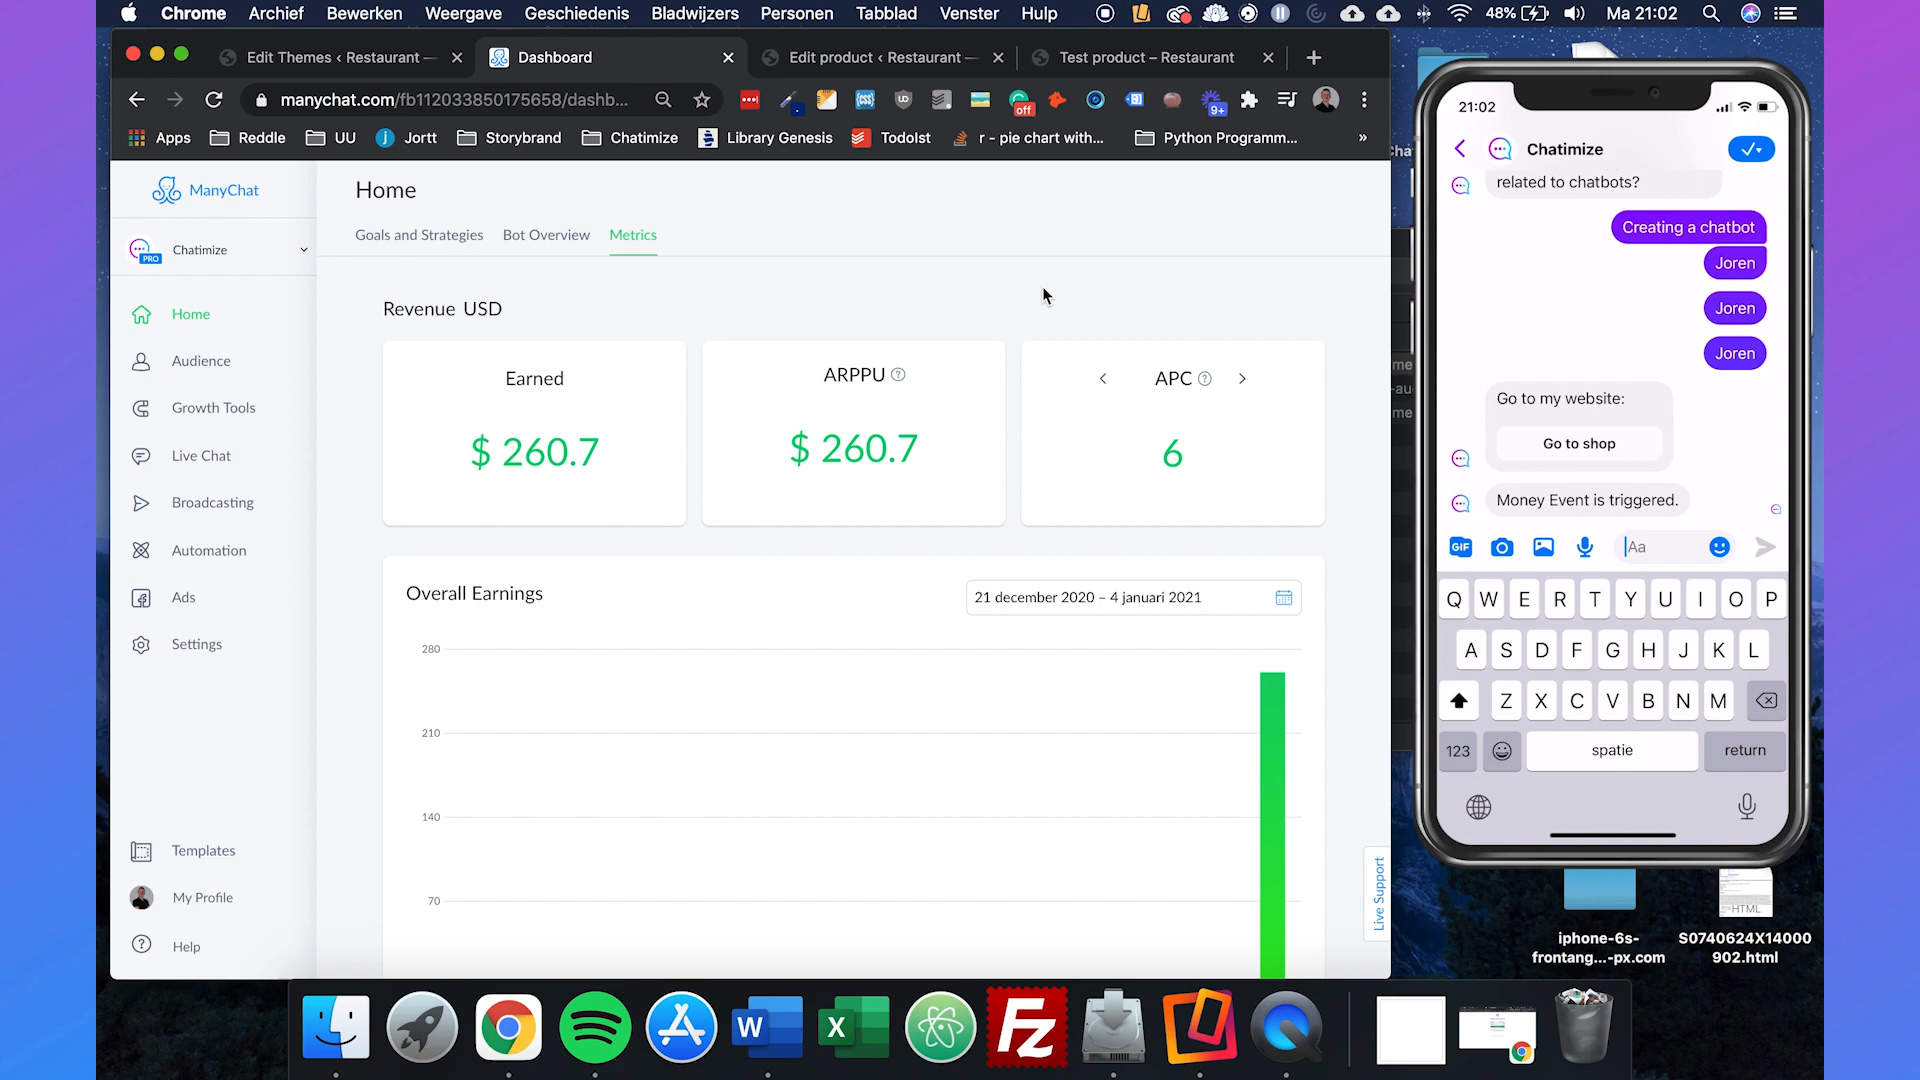 Chrome Archief Bewerken Weergave Geschiedenis Bladwijzers Personen Tabblad Venster Hulp 48% Ma 21:02
Edit Themes ‹ Restaurant —
Dashboard
Edit product ‹ Restaurant —
Test product – Restaurant
manychat.com/fb112033850175658/dashb...
off
9+
Apps Reddle UU Jortt Storybrand Chatimize Library Genesis TodoIst r - pie chart with... Python Programm... »
ManyChat
PRO
Chatimize
Home
Audience
Growth Tools
Live Chat
Broadcasting
Automation
Ads
Settings
Templates
My Profile
Help
Home
Goals and Strategies Bot Overview Metrics
Revenue USD
Earned
$ 260.7
ARPPU
$ 260.7
APC
6
Overall Earnings
21 december 2020 – 4 januari 2021
280
210
140
70
Live Support
21:02
Chatimize
related to chatbots?
Creating a chatbot
Joren
Joren
Joren
Go to my website:
Go to shop
Money Event is triggered.
GIF
Aa
Q W E R T Y U I O P
A S D F G H J K L
Z X C V B N M
123 spatie return
HTML
iphone-6s-
frontang...-px.com
S0740624X14000
902.html
W
X
Fz